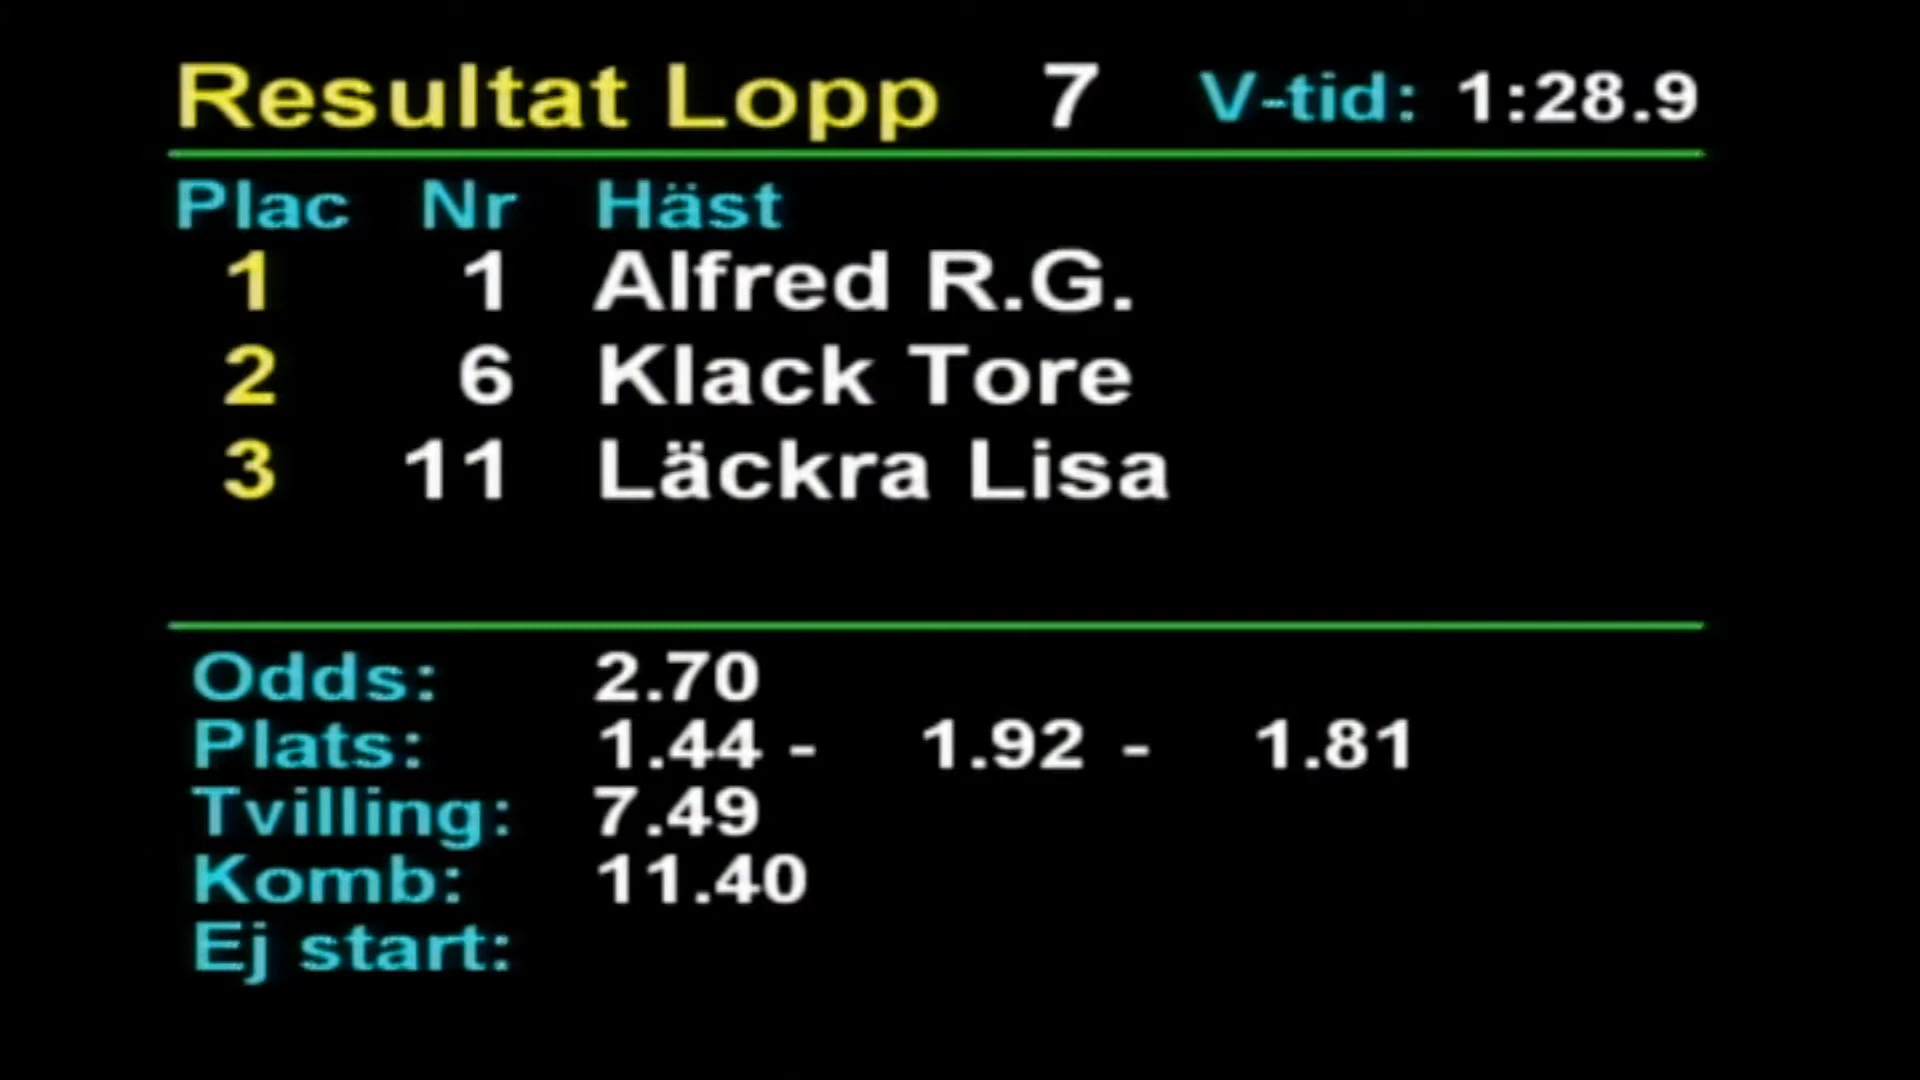 Resultat Lopp 7 V-tid: 1:28.9
Plac Nr Häst
1 1 Alfred R.G.
2 6 Klack Tore
3 11 Läckra Lisa
Odds: 2.70
Plats: 1.44 - 1.92 - 1.81
Tvilling: 7.49
Komb: 11.40
Ej start: